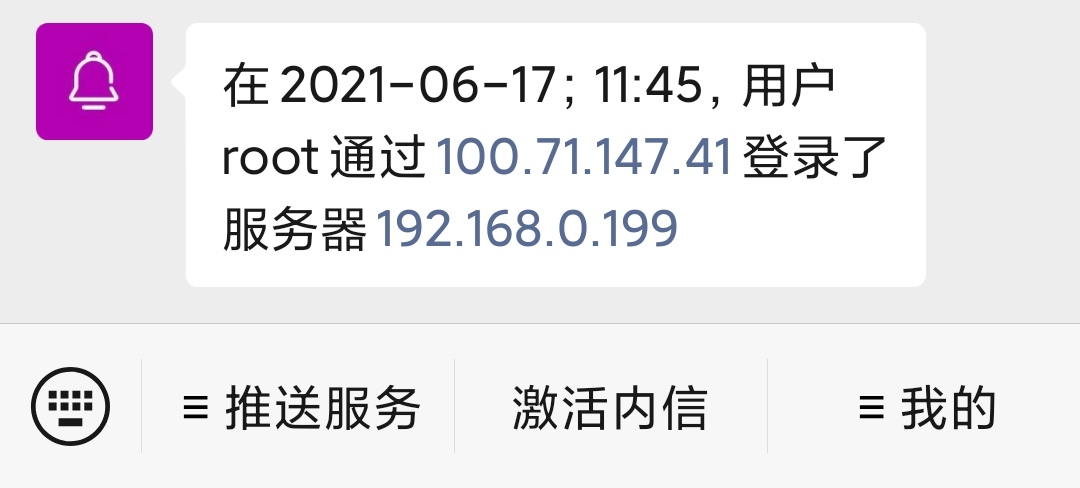 在 2021-06-17; 11:45, 用户
root 通过 100.71.147.41 登录了
服务器 192.168.0.199
≡ 推送服务
激活内信
≡ 我的